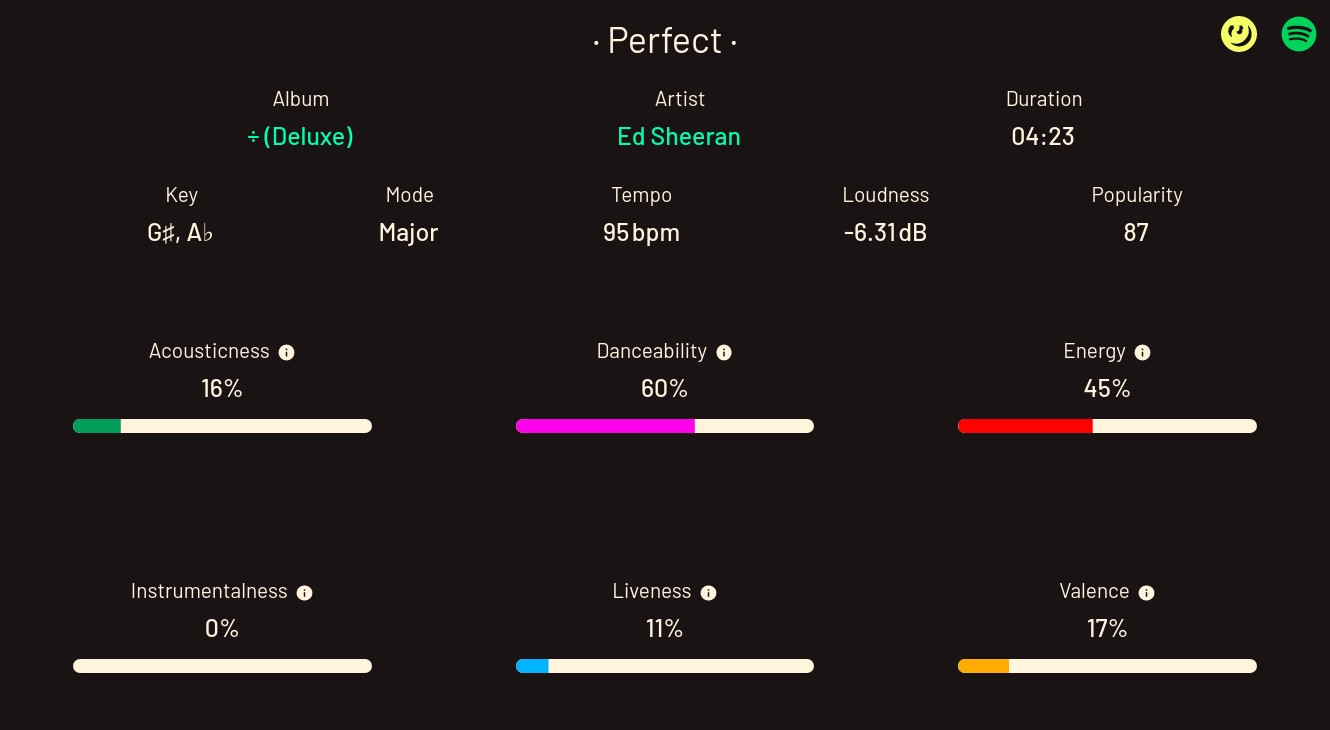 · Perfect ·
Album Artist Duration
÷ (Deluxe) Ed Sheeran 04:23
Key Mode Tempo Loudness Popularity
G♯, A♭ Major 95 bpm -6.31 dB 87
Acousticness Danceability Energy
16% 60% 45%
Instrumentalness Liveness Valence
0% 11% 17%